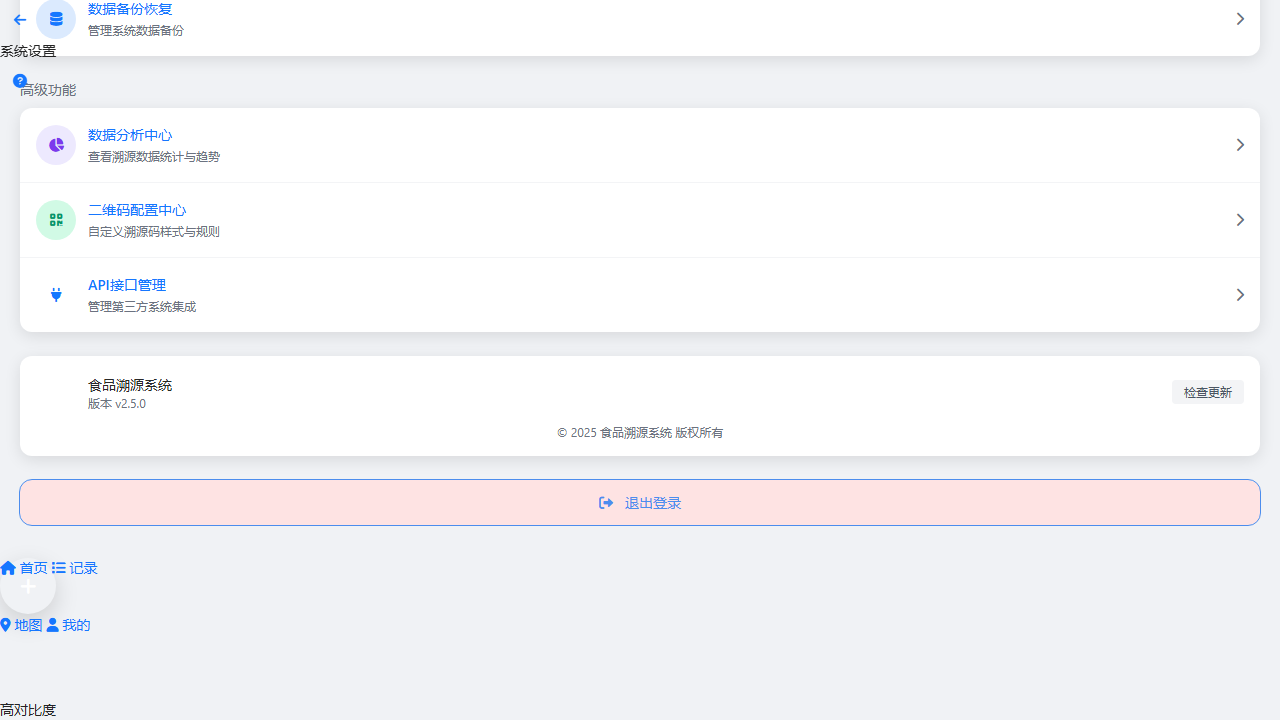 数据备份恢复
管理系统数据备份
系统设置
高级功能
数据分析中心
查看溯源数据统计与趋势
二维码配置中心
自定义溯源码样式与规则
API接口管理
管理第三方系统集成
食品溯源系统
版本 v2.5.0
检查更新
© 2025 食品溯源系统 版权所有
退出登录
首页 记录
地图 我的
高对比度